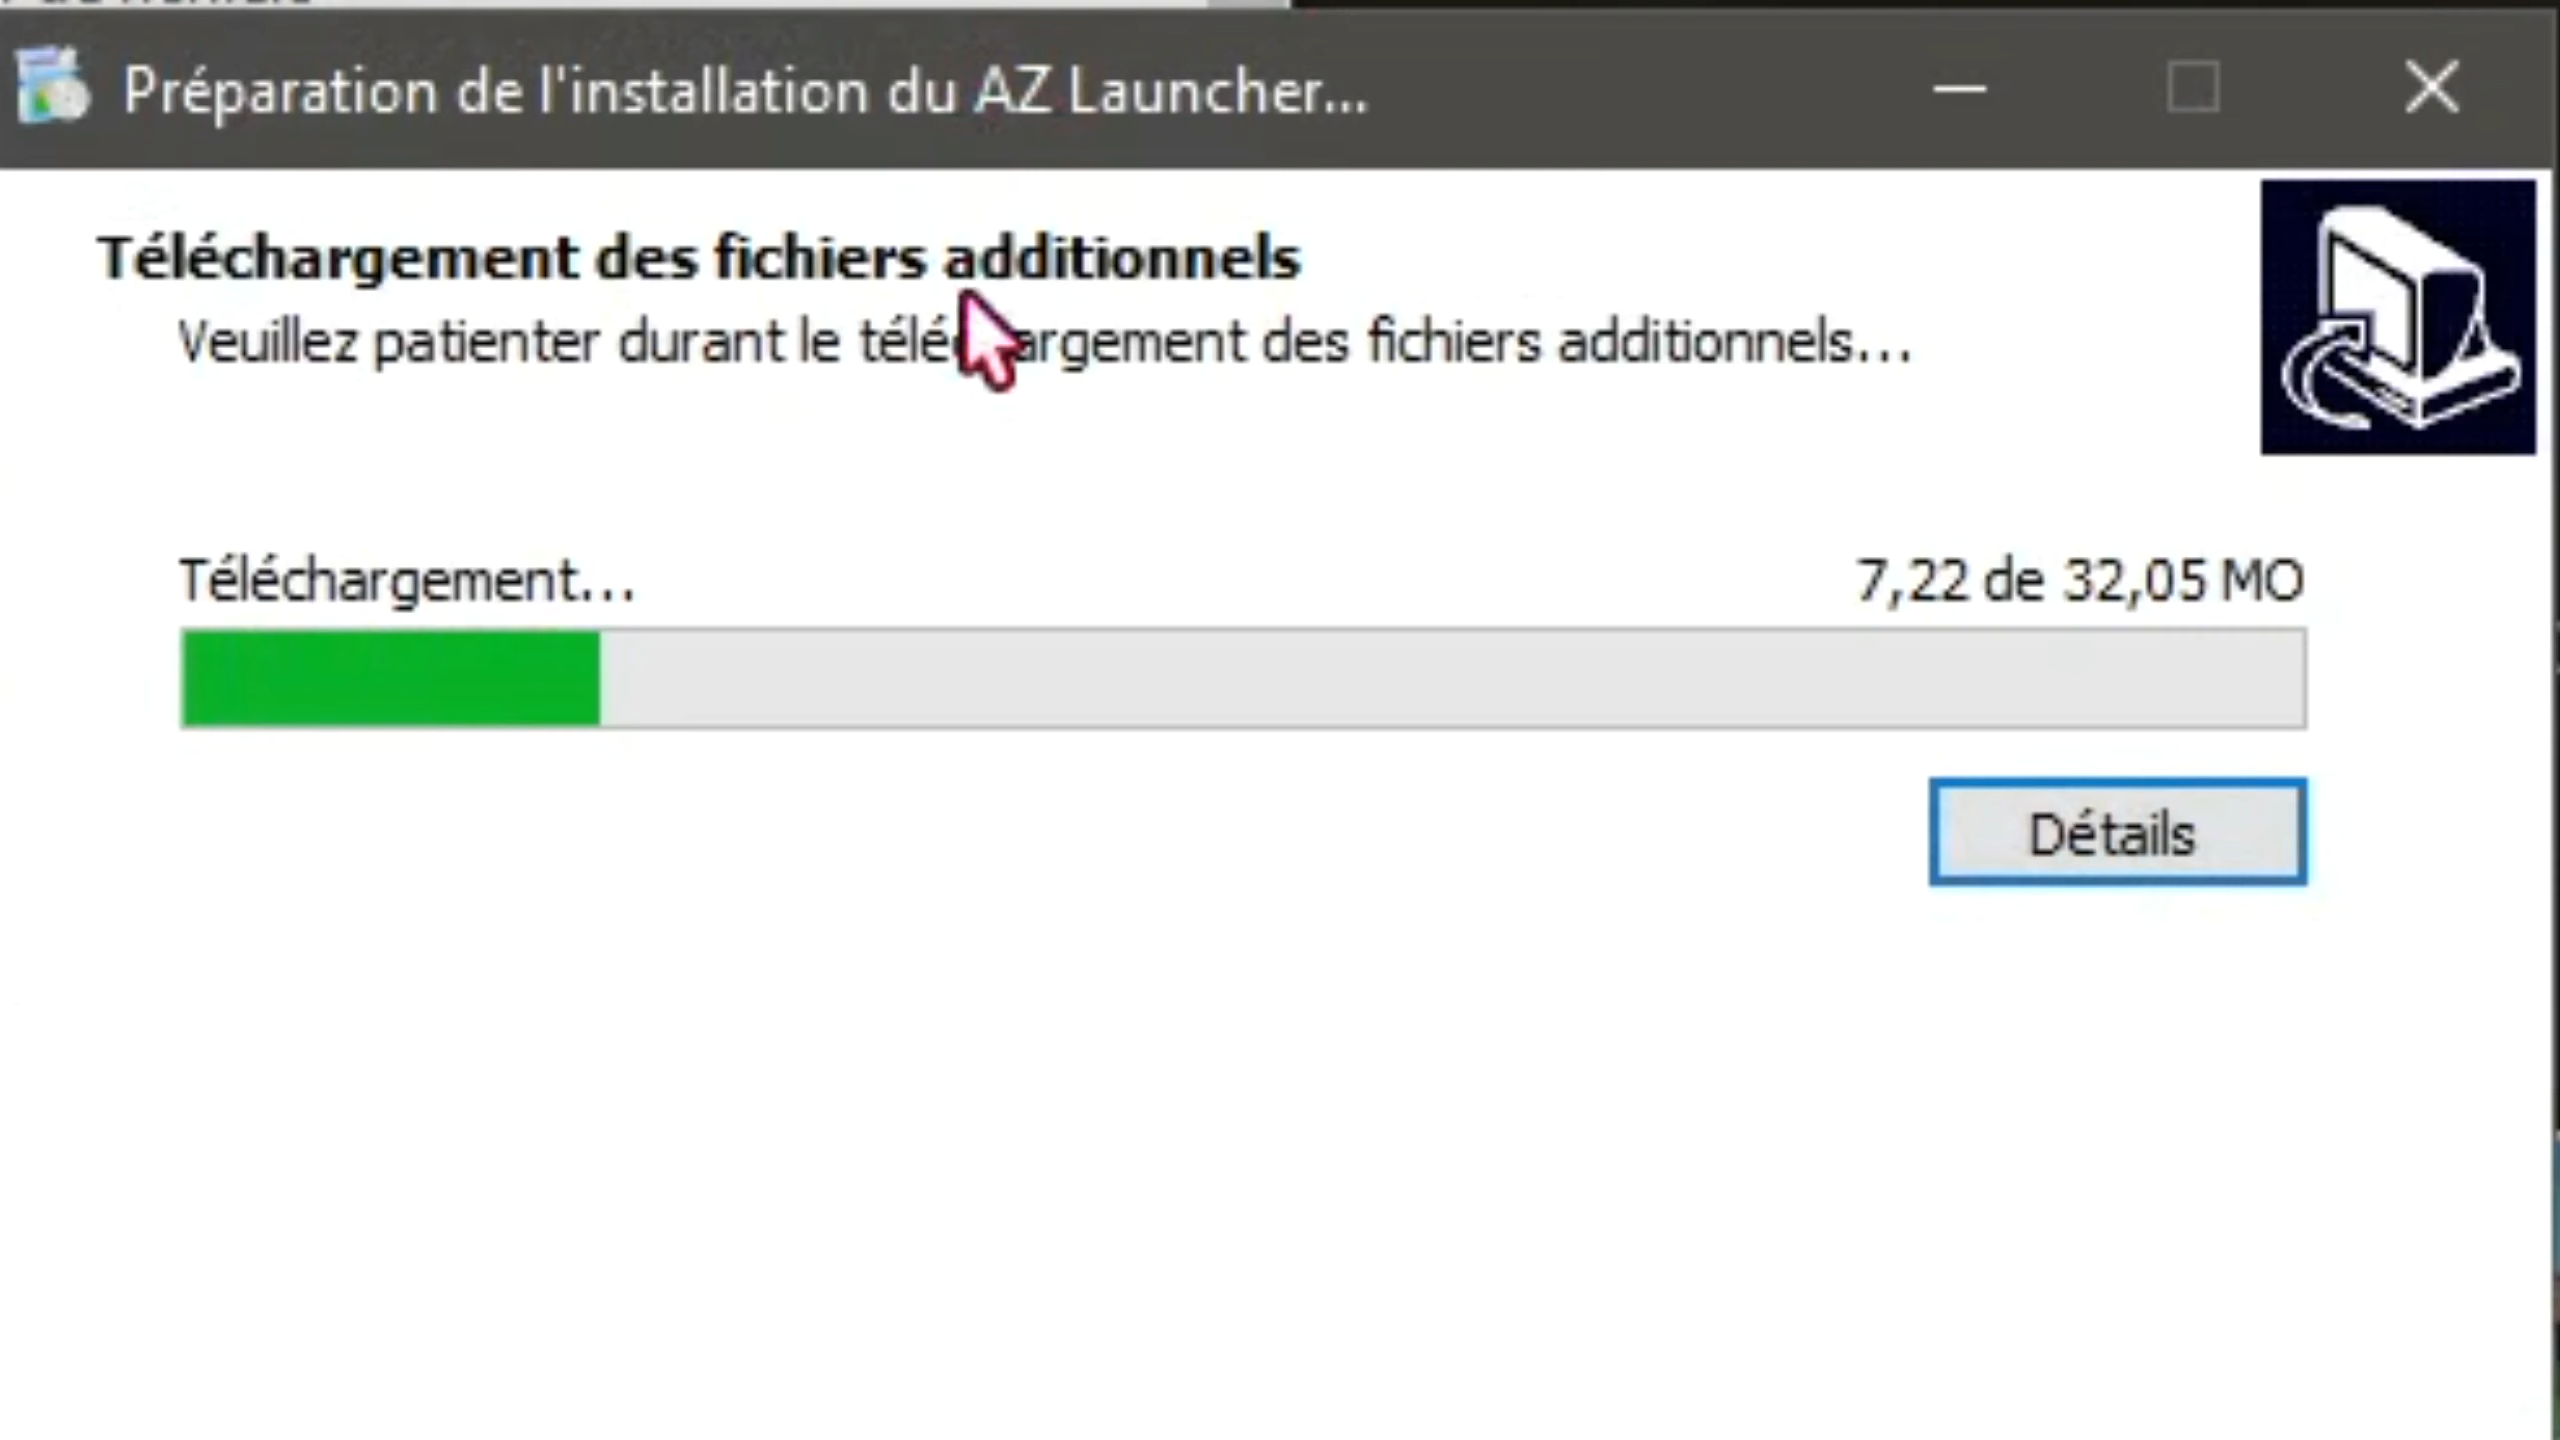 Préparation de l'installation du AZ Launcher...
Téléchargement des fichiers additionnels
Veuillez patienter durant le téléchargement des fichiers additionnels...
Téléchargement...
7,22 de 32,05 MO
Détails